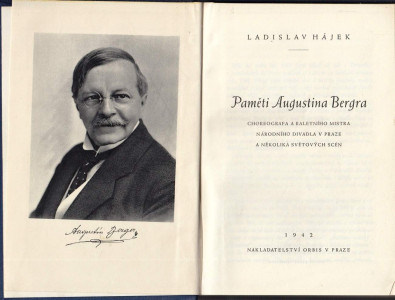 Augustin Berger
LADISLAV HÁJEK
Paměti Augustina Bergra
CHOREOGRAFA A BALETNÍHO MISTRA
NÁRODNÍHO DIVADLA V PRAZE
A NĚKOLIKA SVĚTOVÝCH SCÉN
1942
NAKLADATELSTVÍ ORBIS V PRAZE